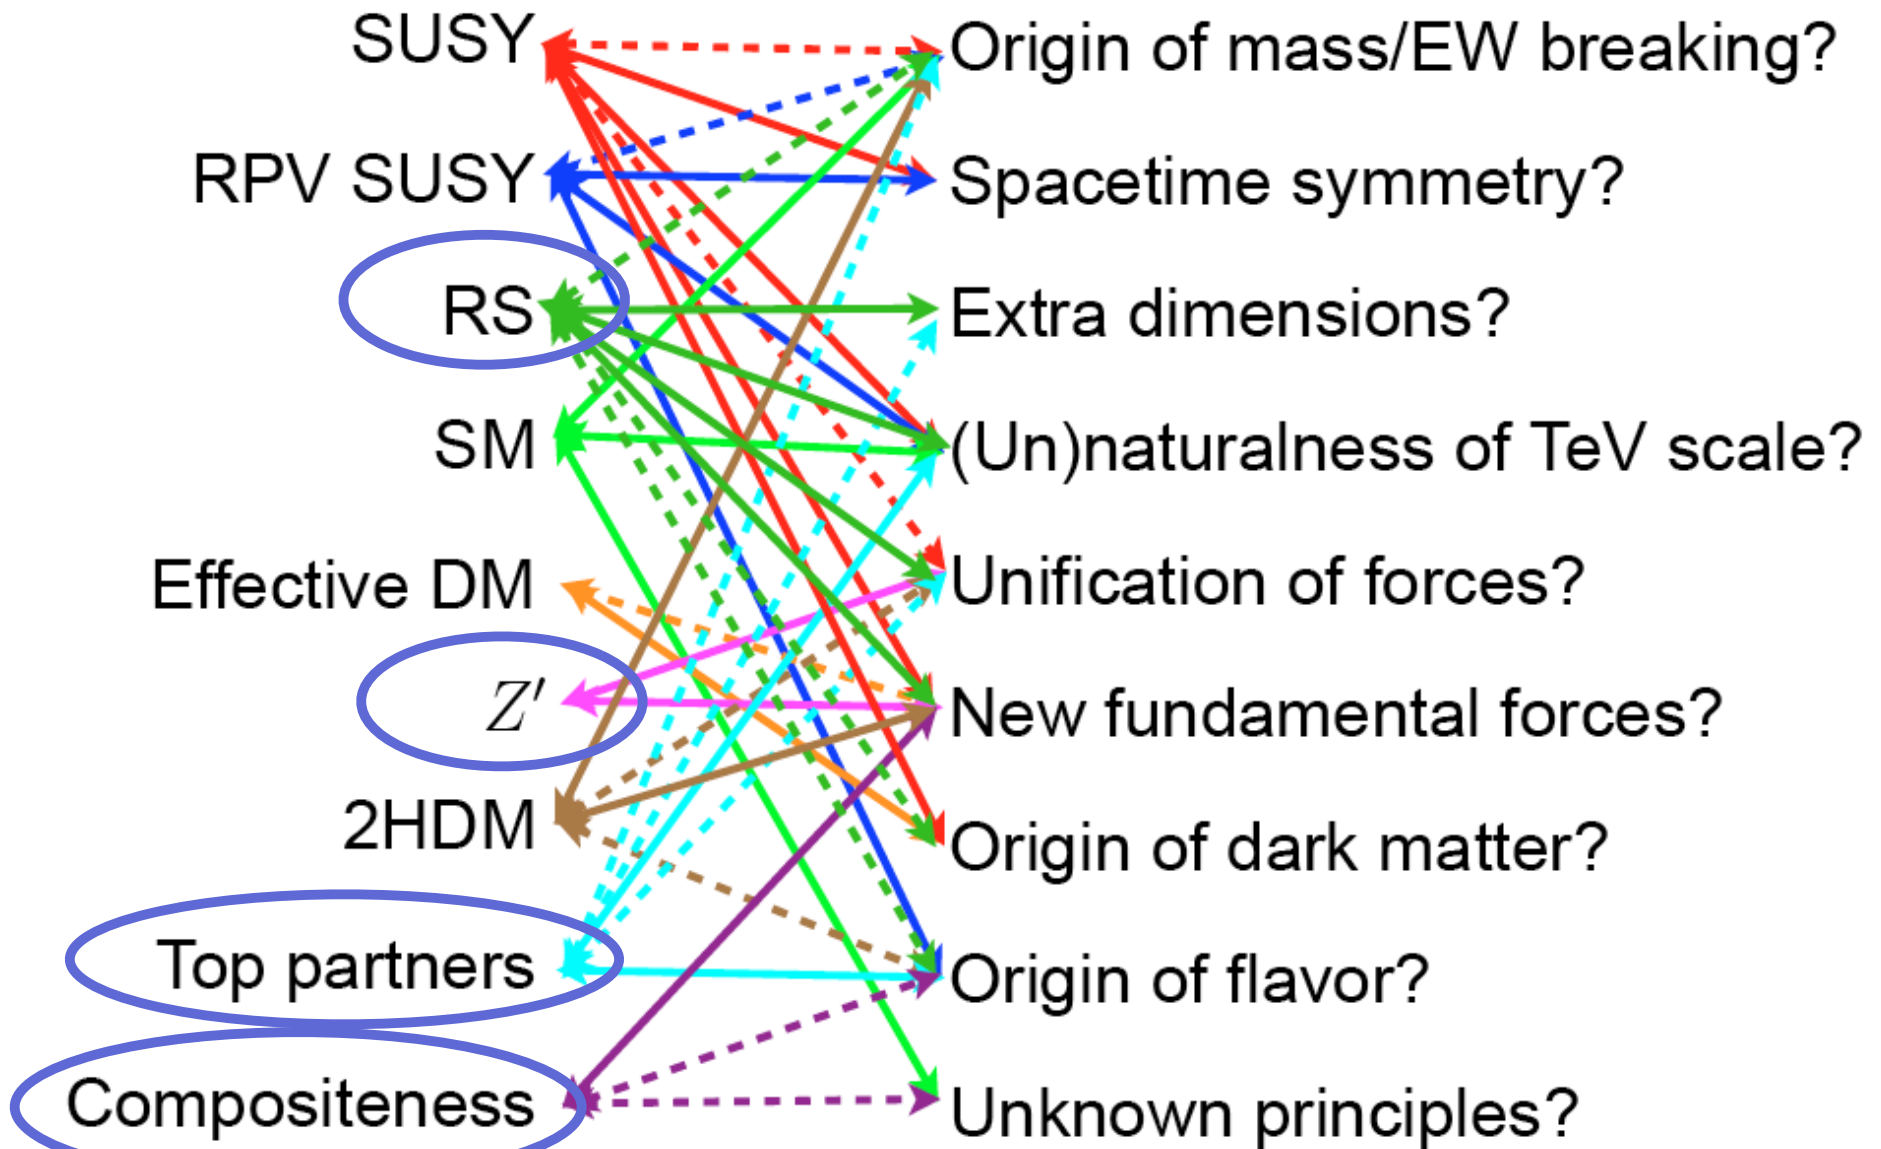 SUSY
Origin of mass/EW breaking?
RPV SUSY
Spacetime symmetry?
RS
Extra dimensions?
SM
(Un)naturalness of TeV scale?
Effective DM
Unification of forces?
Z′
New fundamental forces?
2HDM
Origin of dark matter?
Top partners
Origin of flavor?
Compositeness
Unknown principles?